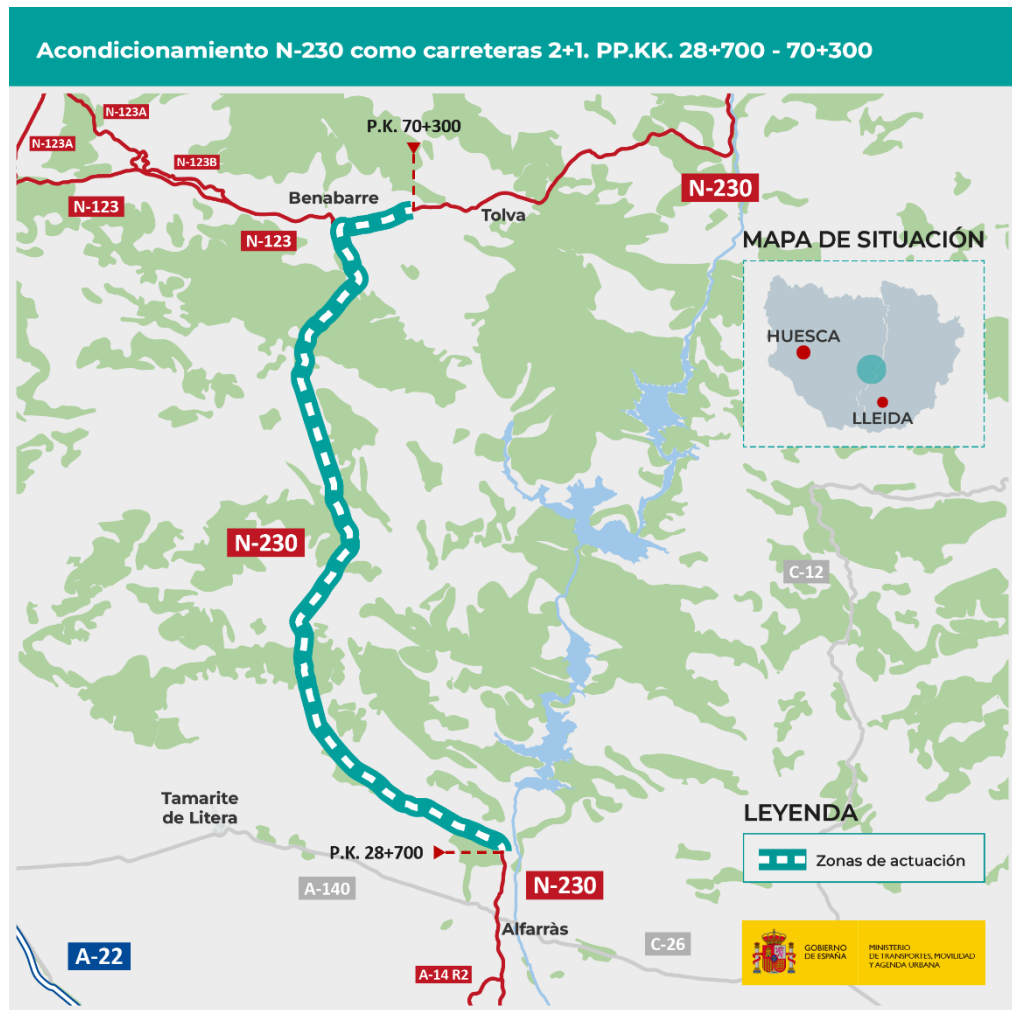 Acondicionamiento N-230 como carreteras 2+1. PP.KK. 28+700 - 70+300
N-123A
P.K. 70+300
N-123A
N-123B
Benabarre
N-230
N-123
Tolva
N-123
MAPA DE SITUACIÓN
HUESCA
LLEIDA
N-230
C-12
Tamarite
de Litera
LEYENDA
P.K. 28+700
Zonas de actuación
A-140
N-230
Alfarràs
C-26
A-22
A-14 R2
GOBIERNO
DE ESPAÑA
MINISTERIO
DE TRANSPORTES, MOVILIDAD
Y AGENDA URBANA